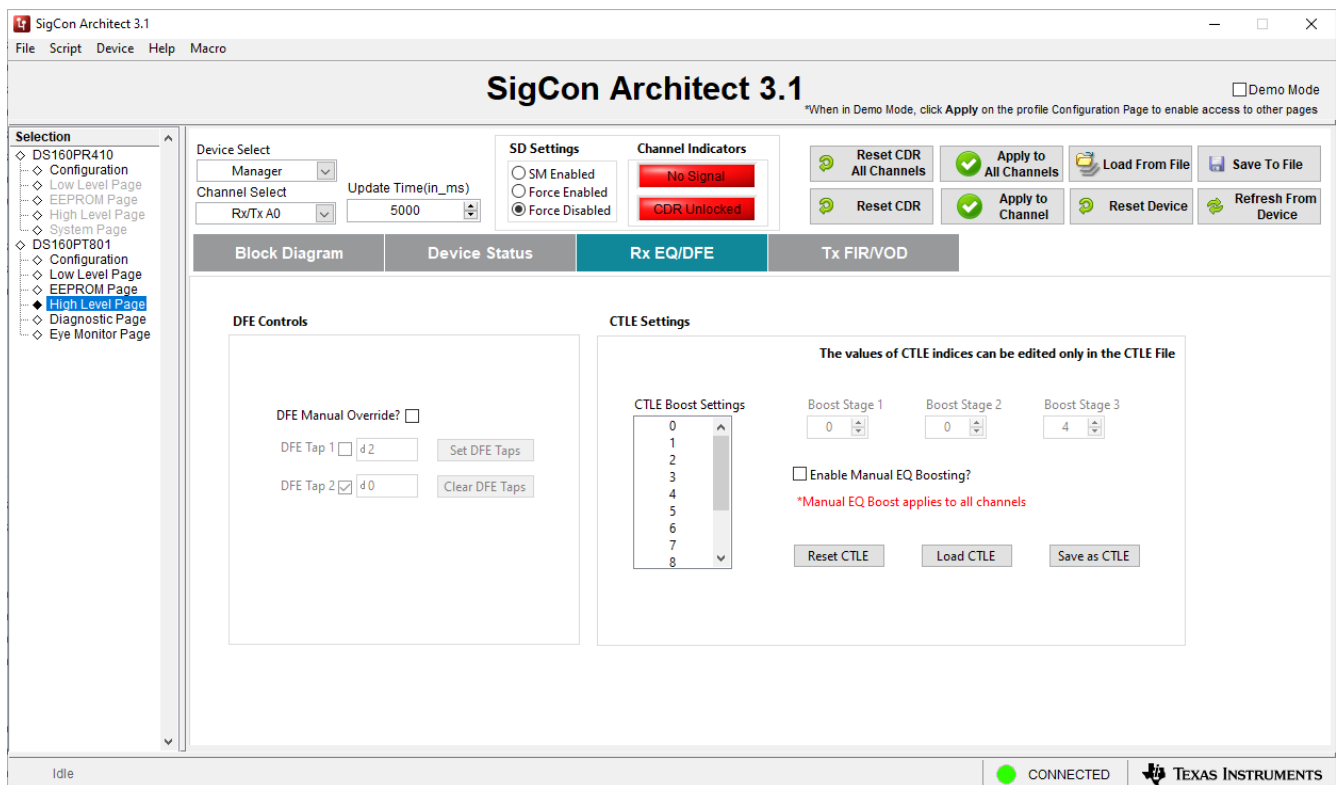 SigCon Architect 3.1
File Script Device Help Macro
SigCon Architect 3.1
Demo Mode
*When in Demo Mode, click Apply on the profile Configuration Page to enable access to other pages
Selection
DS160PR410
Configuration
Low Level Page
EEPROM Page
High Level Page
System Page
DS160PT801
Configuration
Low Level Page
EEPROM Page
High Level Page
Diagnostic Page
Eye Monitor Page
Device Select
Manager
Channel Select
Rx/Tx A0
Update Time(in_ms)
5000
SD Settings
SM Enabled
Force Enabled
Force Disabled
Channel Indicators
No Signal
CDR Unlocked
Reset CDR
All Channels
Apply to
All Channels
Load From File
Save To File
Reset CDR
Apply to
Channel
Reset Device
Refresh From
Device
Block Diagram
Device Status
Rx EQ/DFE
Tx FIR/VOD
DFE Controls
DFE Manual Override?
DFE Tap 1 d 2
Set DFE Taps
DFE Tap 2 d 0
Clear DFE Taps
CTLE Settings
The values of CTLE indices can be edited only in the CTLE File
CTLE Boost Settings
0
1
2
3
4
5
6
7
8
Boost Stage 1
0
Boost Stage 2
0
Boost Stage 3
4
Enable Manual EQ Boosting?
*Manual EQ Boost applies to all channels
Reset CTLE
Load CTLE
Save as CTLE
Idle
CONNECTED
TEXAS INSTRUMENTS